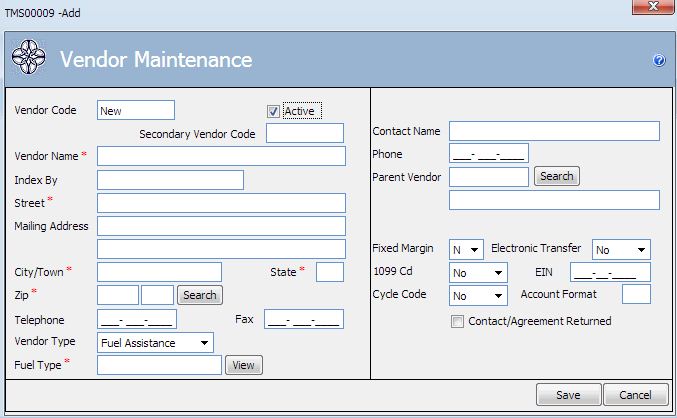 TMS00009 -Add
Vendor Maintenance
Vendor Code New Active
Secondary Vendor Code
Vendor Name *
Index By
Street *
Mailing Address
City/Town * State *
Zip * Search
Telephone ___-___-____ Fax ___-___-____
Vendor Type Fuel Assistance
Fuel Type * View
Contact Name
Phone ___-___-____
Parent Vendor Search
Fixed Margin N Electronic Transfer No
1099 Cd No EIN ___-__-____
Cycle Code No Account Format
Contact/Agreement Returned
Save Cancel